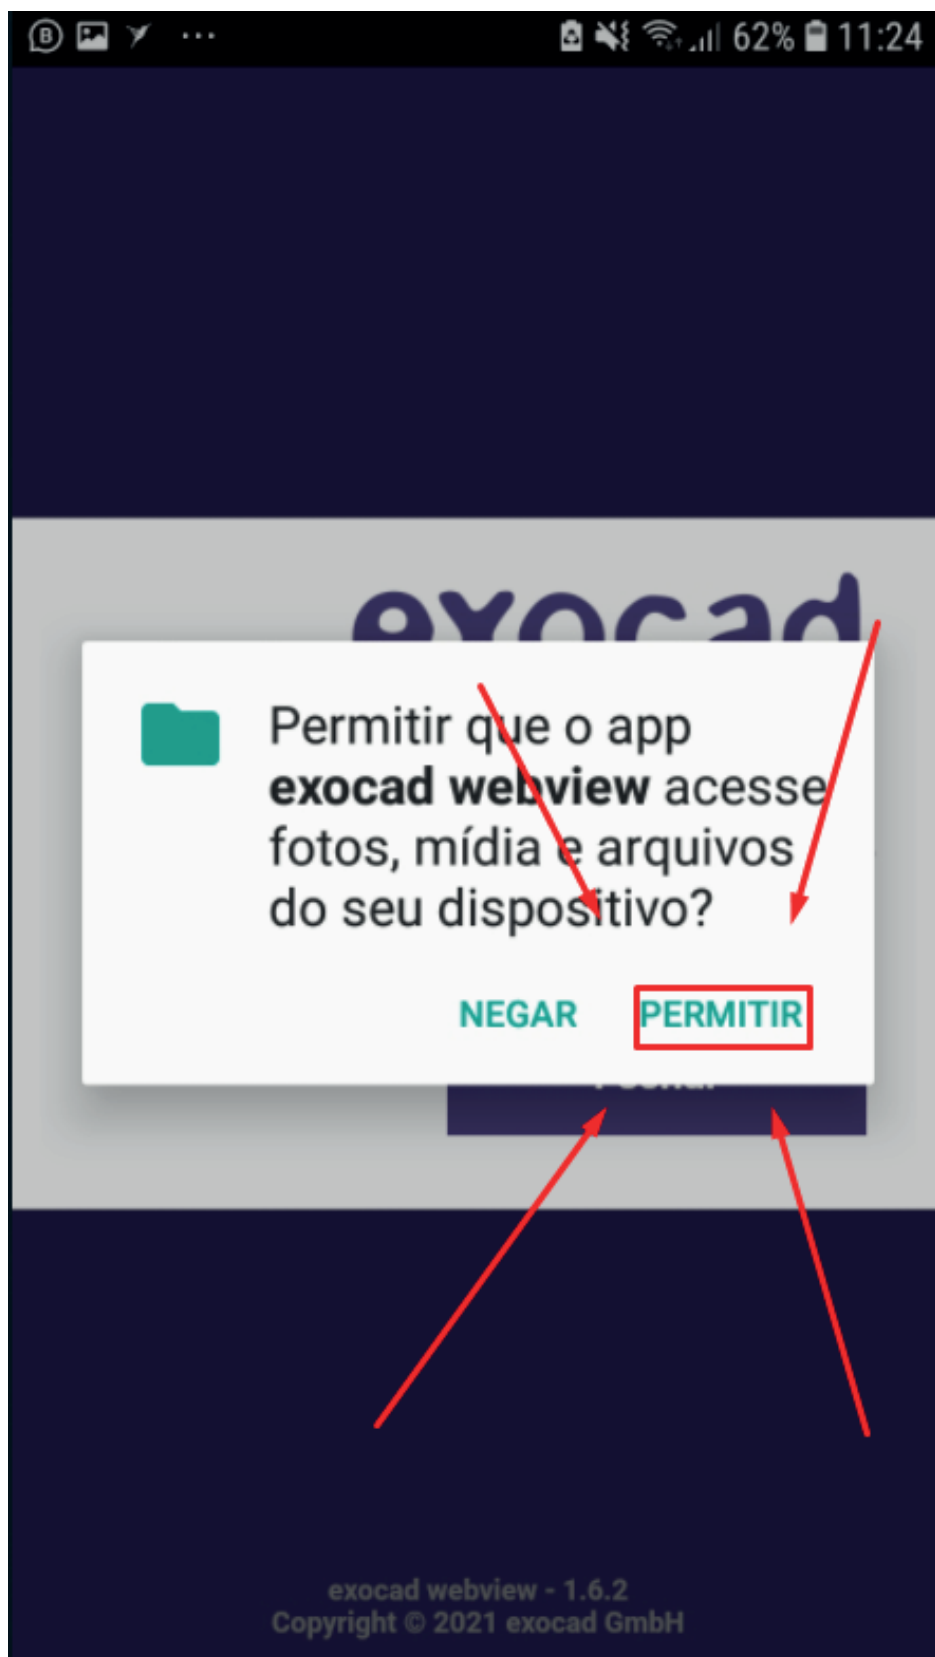 62% 11:24
exocad
Permitir que o app
exocad webview acesse
fotos, mídia e arquivos
do seu dispositivo?
NEGAR PERMITIR
exocad webview - 1.6.2
Copyright © 2021 exocad GmbH